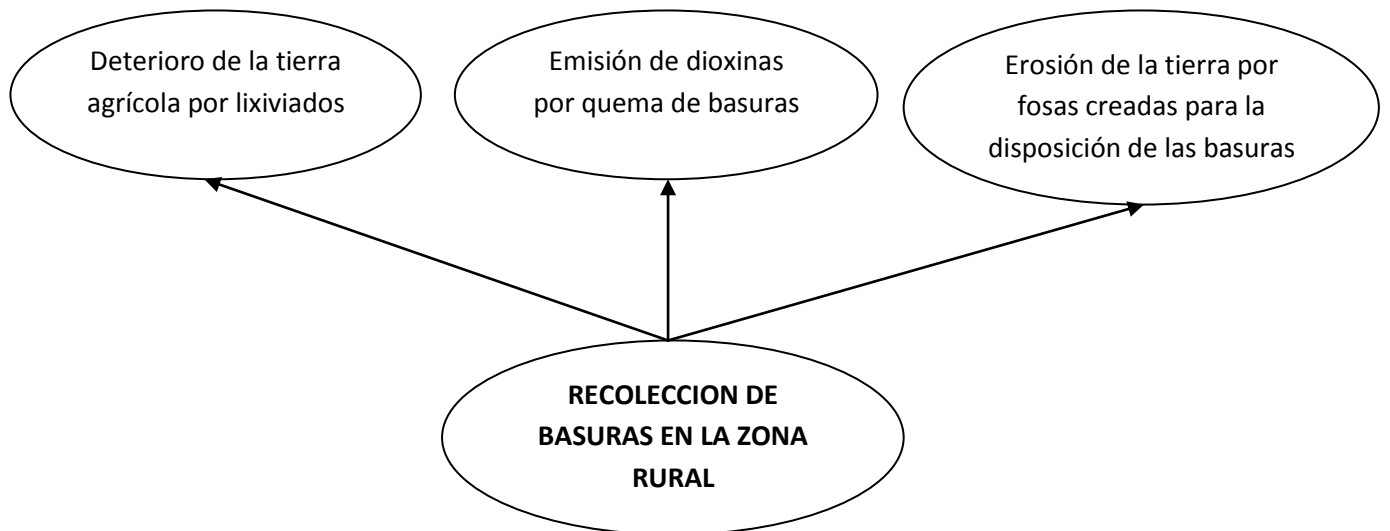 Deterioro de la tierra
agrícola por lixiviados
Emisión de dioxinas
por quema de basuras
Erosión de la tierra por
fosas creadas para la
disposición de las basuras
RECOLECCION DE
BASURAS EN LA ZONA
RURAL